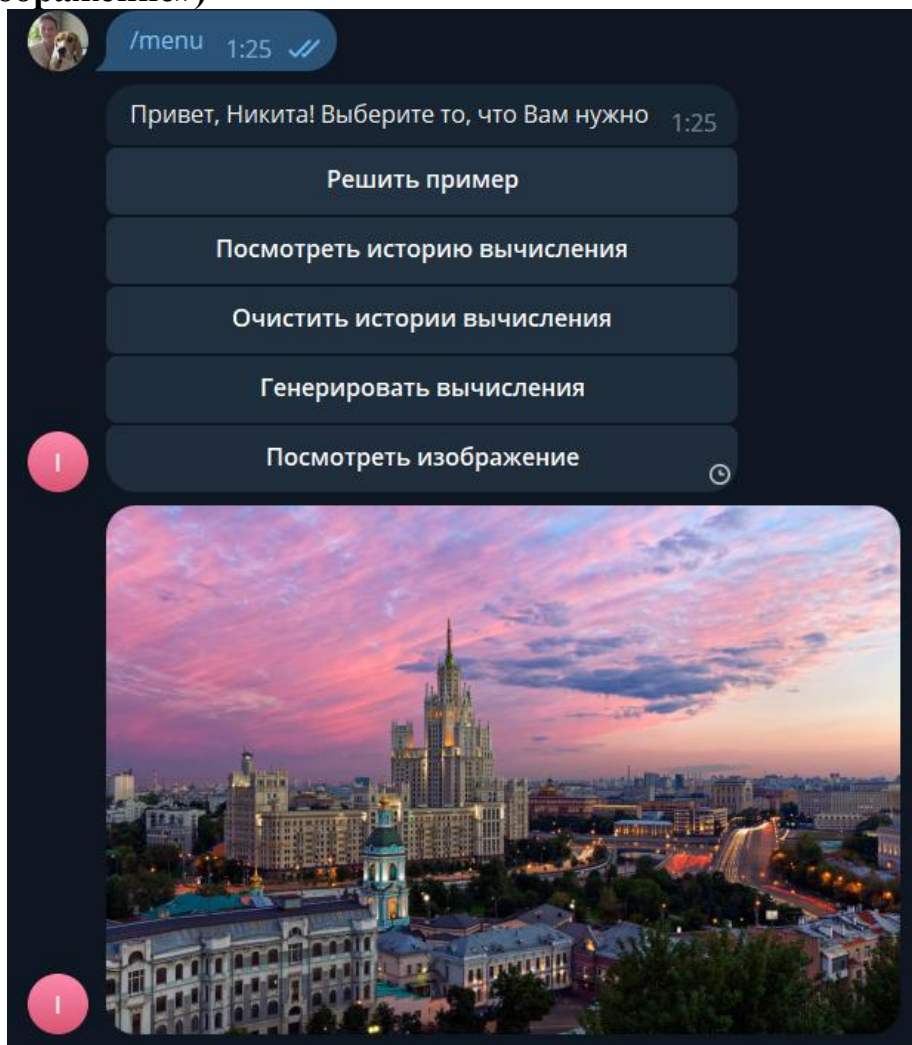 /menu 1:25
Привет, Никита! Выберите то, что Вам нужно 1:25
Решить пример
Посмотреть историю вычисления
Очистить истории вычисления
Генерировать вычисления
I
Посмотреть изображение
I